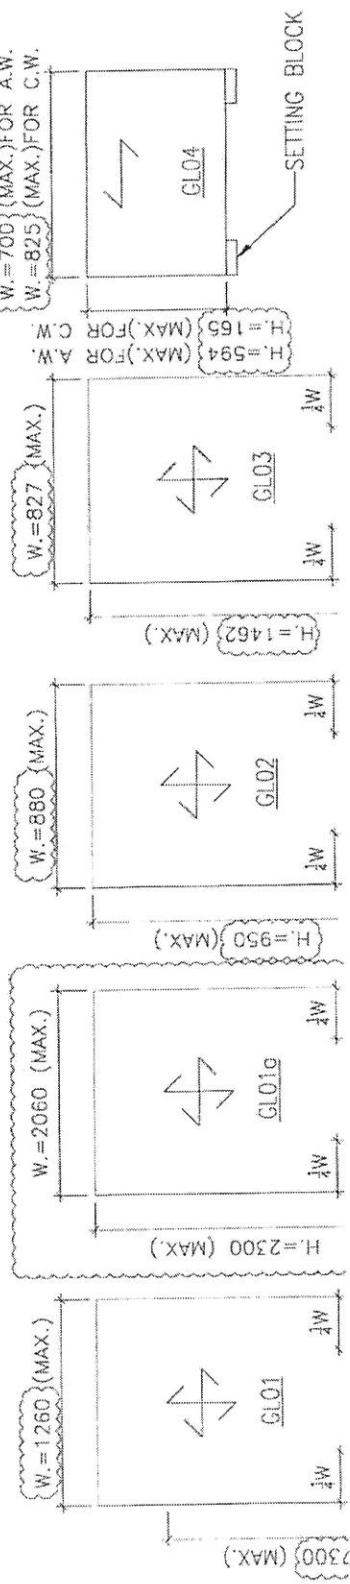 W.=1260 (MAX.)
2300 (MAX.)
GL01
¼W
¼W
W.=2060 (MAX.)
H.=2300 (MAX.)
GL01a
¼W
¼W
W.=880 (MAX.)
H.=950 (MAX.)
GL02
¼W
¼W
W.=827 (MAX.)
H.=1462 (MAX.)
GL03
¼W
¼W
W.=700 (MAX.)FOR A.W.
W.=825 (MAX.)FOR C.W.
H.=594 (MAX.)FOR A.W.
H.=165 (MAX.)FOR C.W.
GL04
SETTING BLOCK